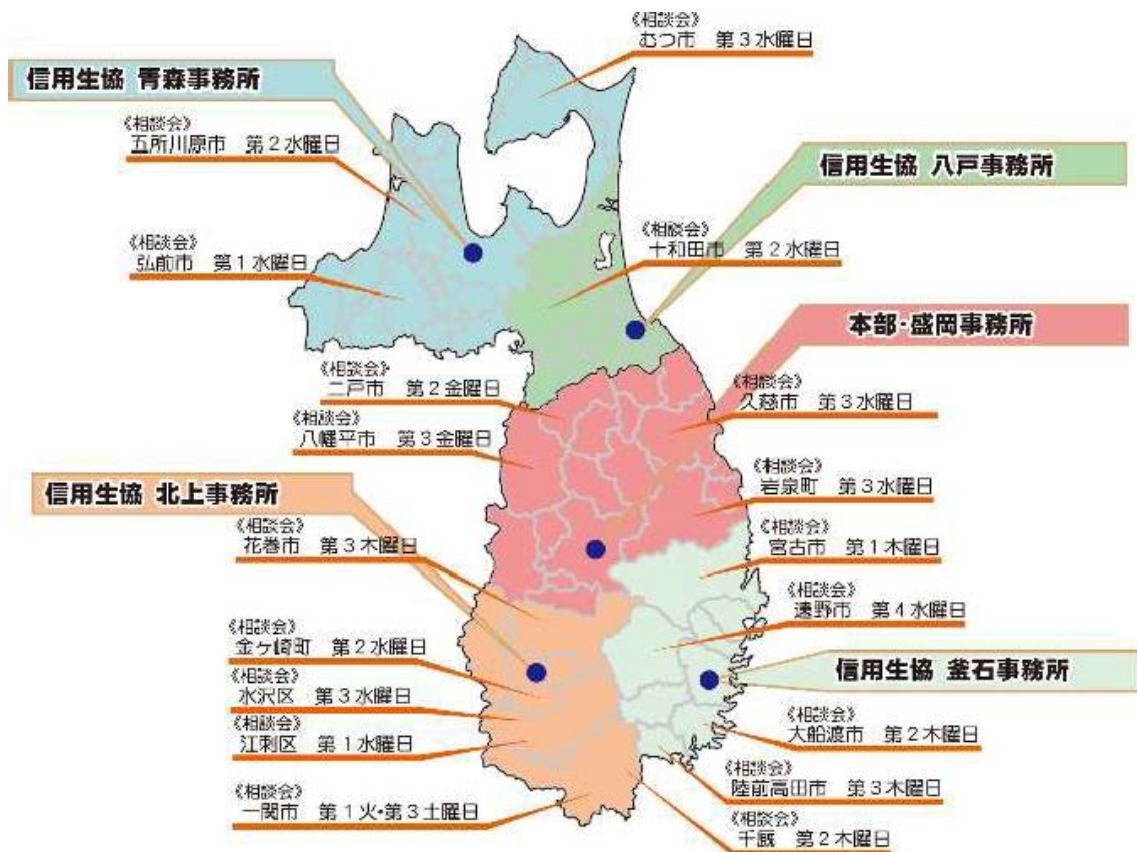 《相談会》
むつ市 第3水曜日
信用生協 青森事務所
《相談会》
五所川原市 第2水曜日
信用生協 八戸事務所
《相談会》
弘前市 第1水曜日
《相談会》
十和田市 第2水曜日
本部・盛岡事務所
《相談会》
二戸市 第2金曜日
《相談会》
久慈市 第3水曜日
《相談会》
八幡平市 第3金曜日
信用生協 北上事務所
《相談会》
岩泉町 第3水曜日
《相談会》
花巻市 第3木曜日
《相談会》
宮古市 第1木曜日
《相談会》
遠野市 第4水曜日
《相談会》
金ヶ崎町 第2水曜日
信用生協 釜石事務所
《相談会》
水沢区 第3水曜日
《相談会》
江刺区 第1水曜日
《相談会》
大船渡市 第2木曜日
《相談会》
陸前高田市 第3木曜日
《相談会》
一関市 第1火・第3土曜日
《相談会》
千厩 第2木曜日